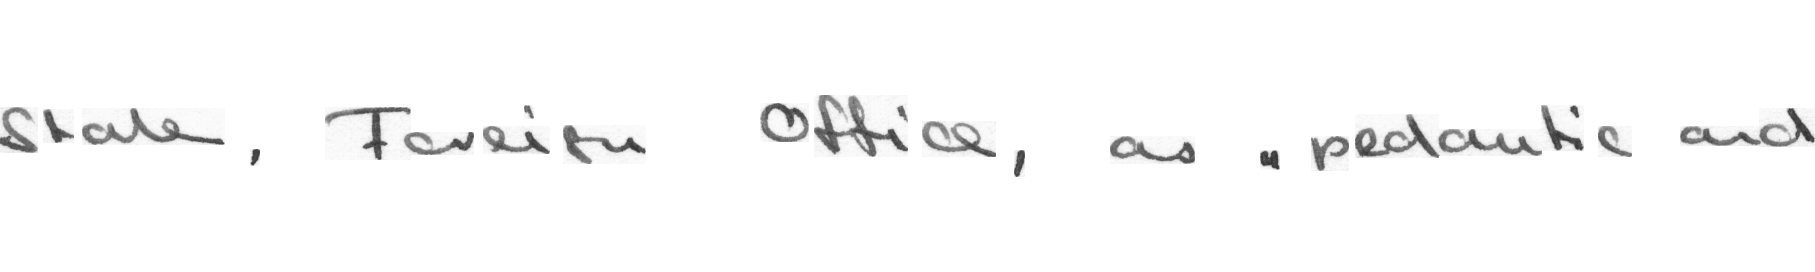 State, Foreign Office, as "pedantic and